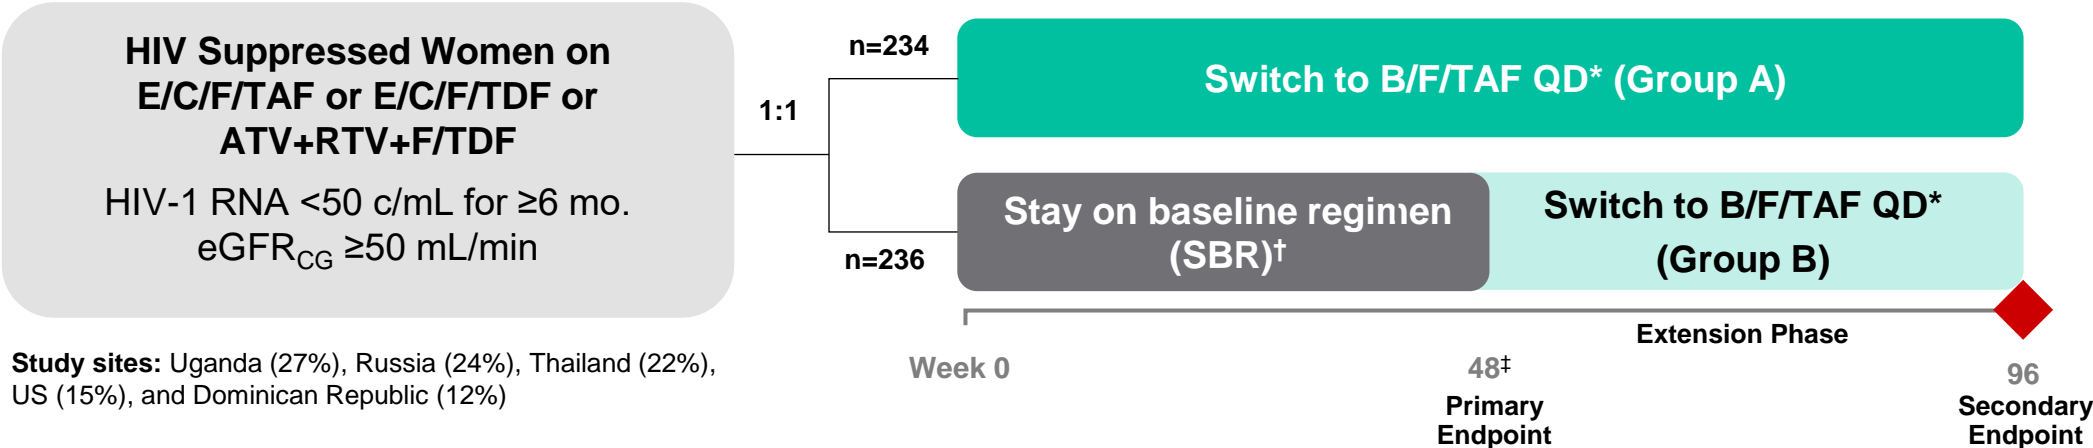 HIV Suppressed Women on
E/C/F/TAF or E/C/F/TDF or
ATV+RTV+F/TDF
HIV-1 RNA <50 c/mL for ≥6 mo.
eGFRCG ≥50 mL/min
Study sites: Uganda (27%), Russia (24%), Thailand (22%),
US (15%), and Dominican Republic (12%)
1:1
n=234
Switch to B/F/TAF QD* (Group A)
n=236
Stay on baseline regimen
(SBR)†
Switch to B/F/TAF QD*
(Group B)
Extension Phase
Week 0
48‡
Primary
Endpoint
96
Secondary
Endpoint